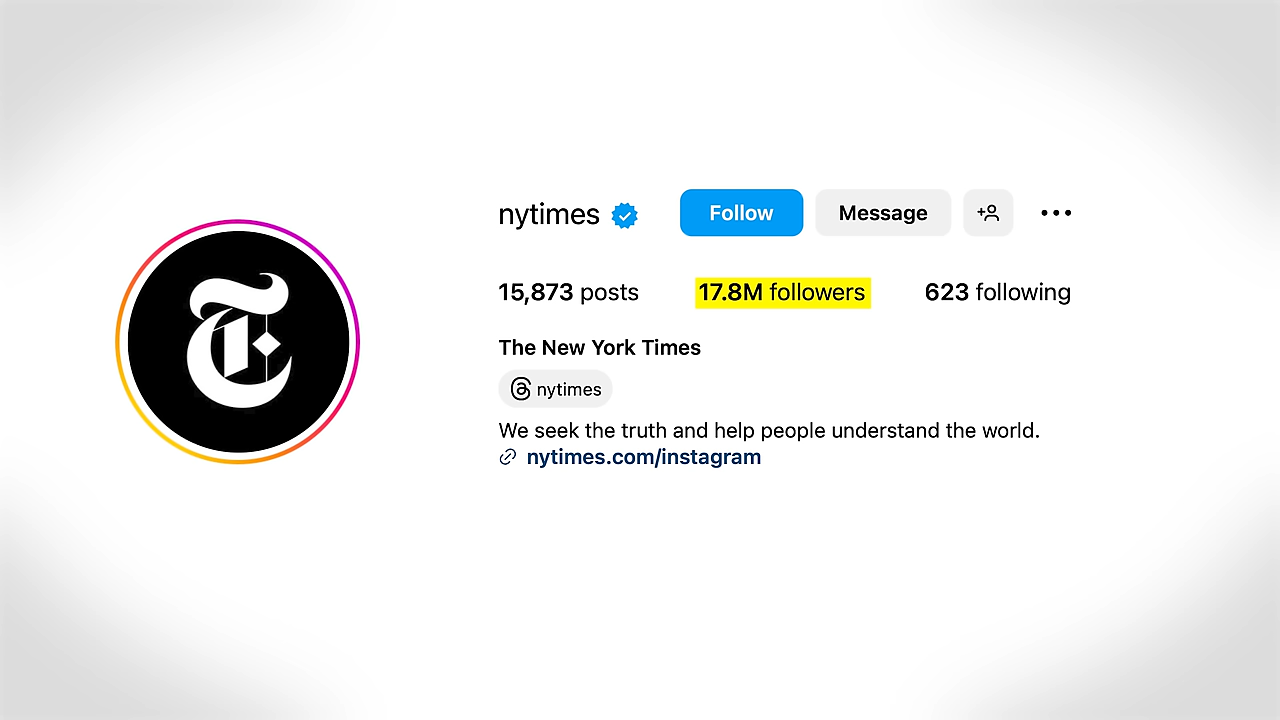 nytimes Follow Message
15,873 posts 17.8M followers 623 following
The New York Times
nytimes
We seek the truth and help people understand the world.
nytimes.com/instagram